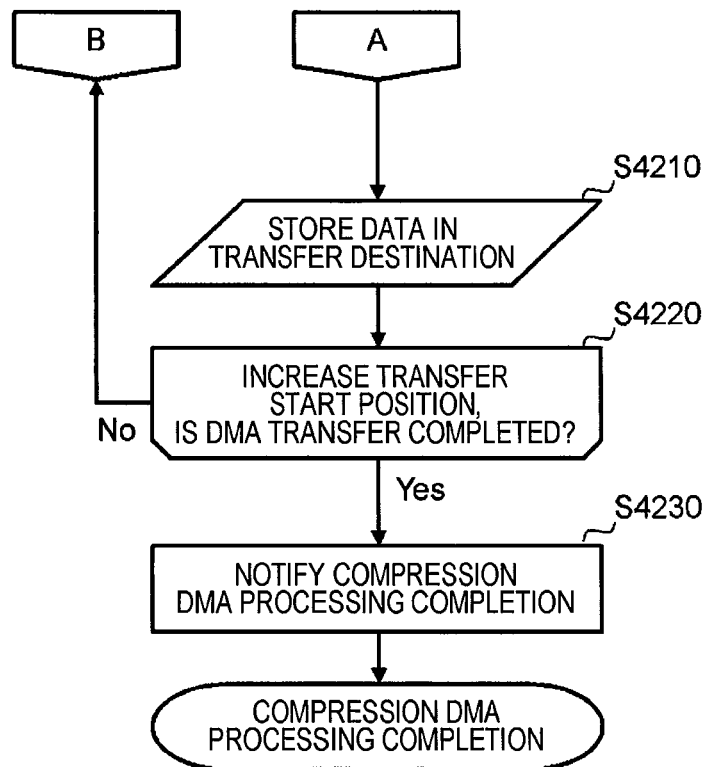 B
A
S4210
STORE DATA IN
TRANSFER DESTINATION
S4220
INCREASE TRANSFER
START POSITION,
IS DMA TRANSFER COMPLETED?
No
Yes
S4230
NOTIFY COMPRESSION
DMA PROCESSING COMPLETION
COMPRESSION DMA
PROCESSING COMPLETION